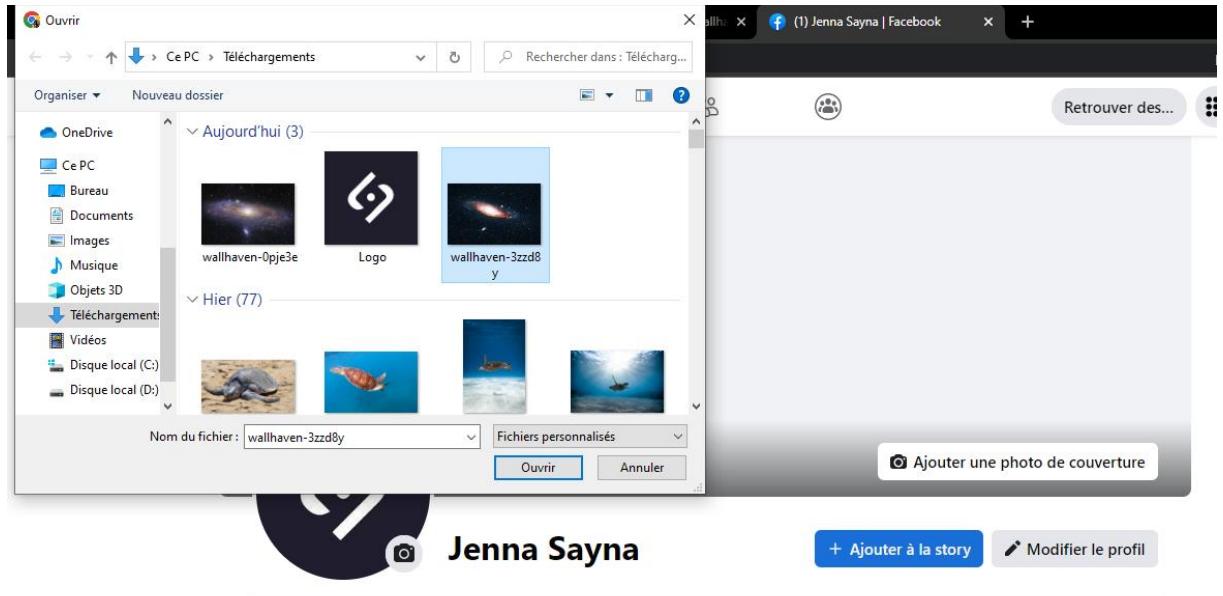 Ouvrir
(1) Jenna Sayna | Facebook
Ce PC > Téléchargements
Rechercher dans : Télécharg...
Organiser
Nouveau dossier
Retrouver des...
OneDrive
Ce PC
Bureau
Documents
Images
Musique
Objets 3D
Téléchargements
Vidéos
Disque local (C:)
Disque local (D:)
Aujourd'hui (3)
wallhaven-0pje3e
Logo
wallhaven-3zzd8
y
Hier (77)
Nom du fichier :
wallhaven-3zzd8y
Fichiers personnalisés
Ouvrir
Annuler
Ajouter une photo de couverture
Jenna Sayna
+ Ajouter à la story
Modifier le profil